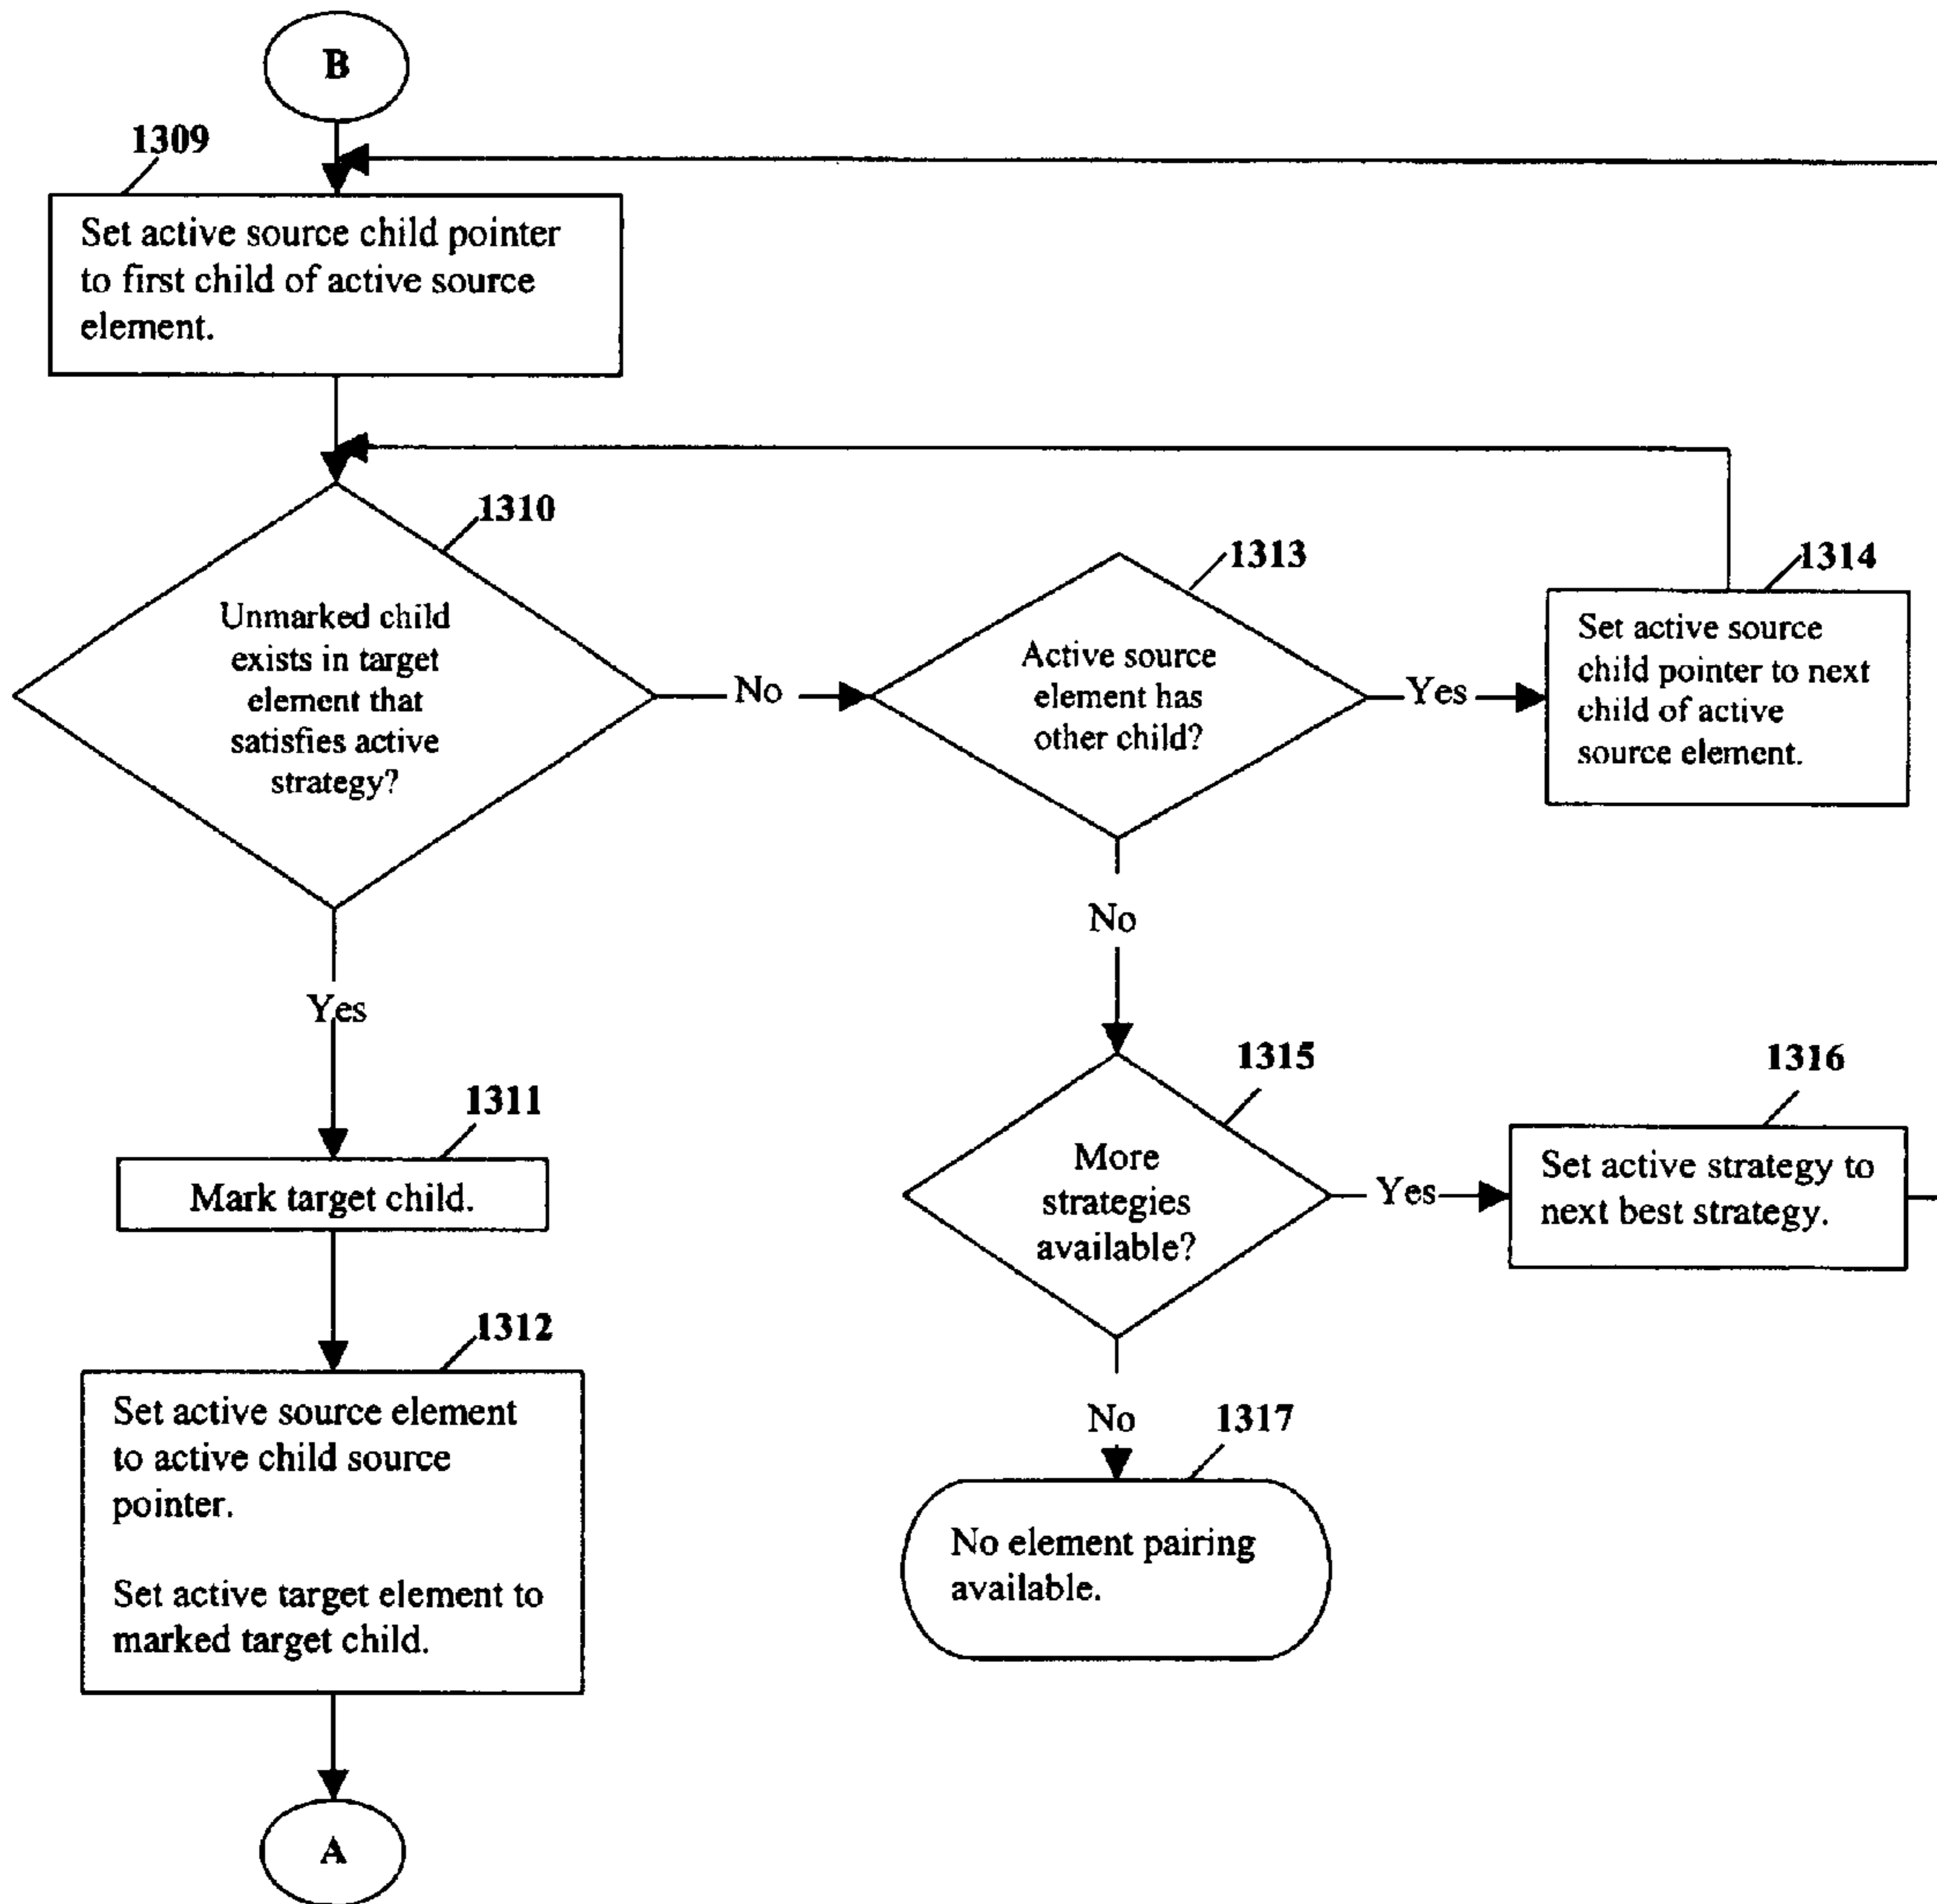 B
1309
Set active source child pointer
to first child of active source
element.
1310
Unmarked child
exists in target
element that
satisfies active
strategy?
No
1313
Active source
element has
other child?
Yes
1314
Set active source
child pointer to next
child of active
source element.
Yes
No
1311
Mark target child.
1315
More
strategies
available?
Yes
1316
Set active strategy to
next best strategy.
1312
Set active source element
to active child source
pointer.
Set active target element to
marked target child.
No
1317
No element pairing
available.
A